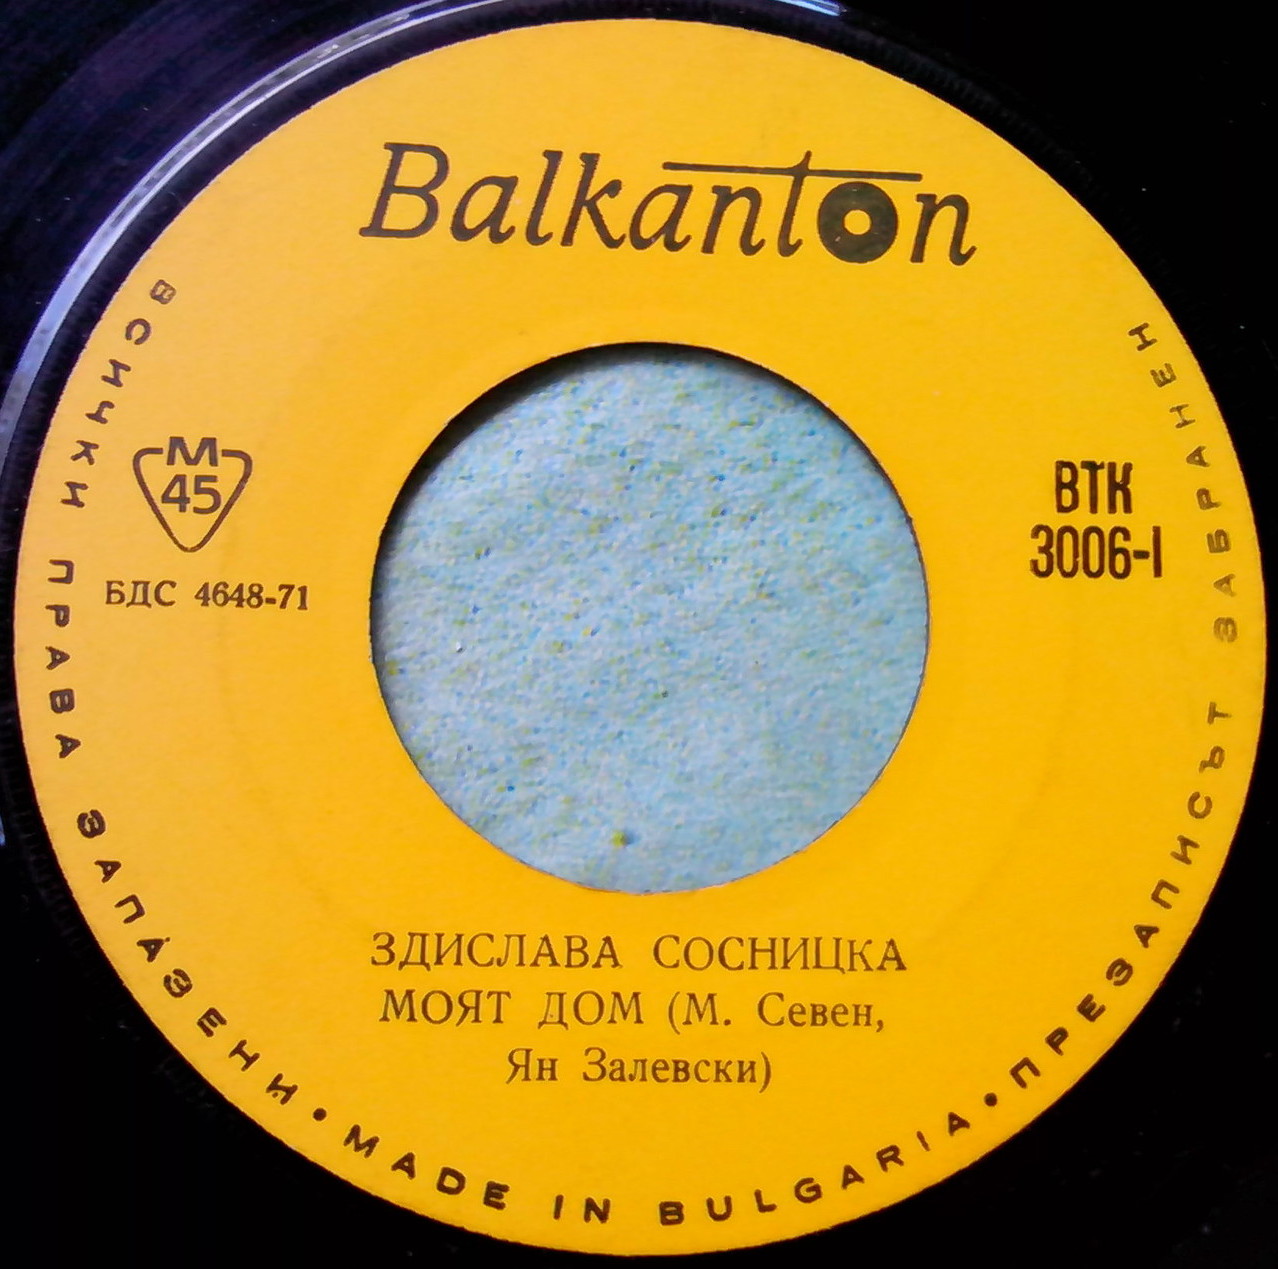 Balkanton
ВСИЧКИ ПРАВА ЗАПАЗЕНИ • MADE IN BULGARIA • ПРЕЗАПИСЪТ ЗАБРАНЕН
М
45
БДС 4648-71
ВТК
3006-I
ЗДИСЛАВА СОСНИЦКА
МОЯТ ДОМ (М. Севен,
Ян Залевски)